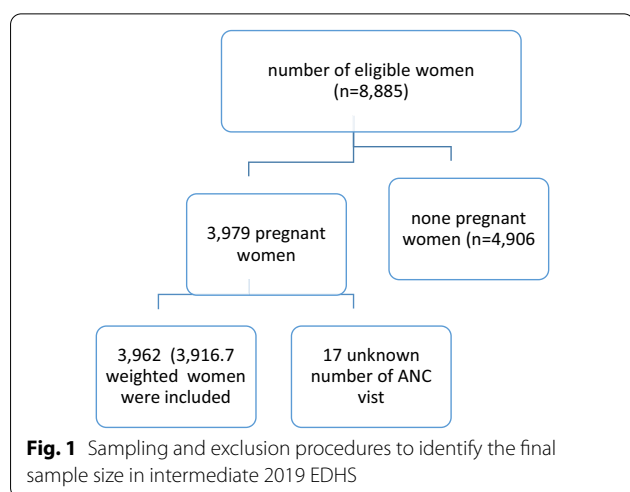 number of eligible women
(n=8,885)
3,979 pregnant
women
none pregnant
women (n=4,906
3,962 (3,916.7
weighted women
were included
17 unknown
number of ANC
vist
Fig. 1 Sampling and exclusion procedures to identify the final
sample size in intermediate 2019 EDHS